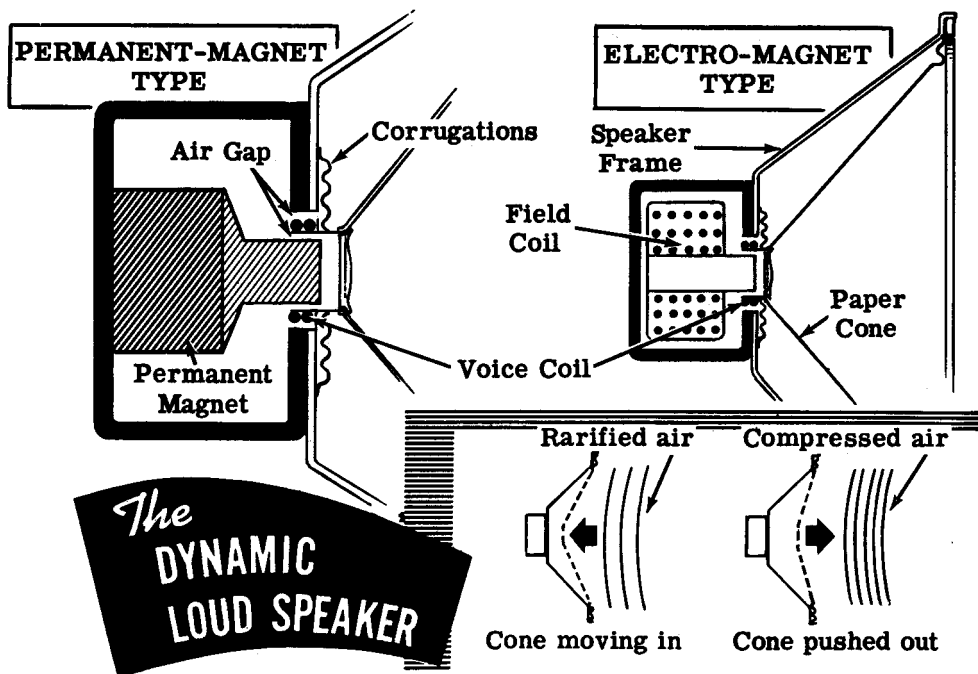 PERMANENT-MAGNET
TYPE
ELECTRO-MAGNET
TYPE
Corrugations
Air Gap
Speaker
Frame
Field
Coil
Paper
Cone
Voice Coil
Permanent
Magnet
Rarified air
Compressed air
The
DYNAMIC
LOUD SPEAKER
Cone moving in
Cone pushed out